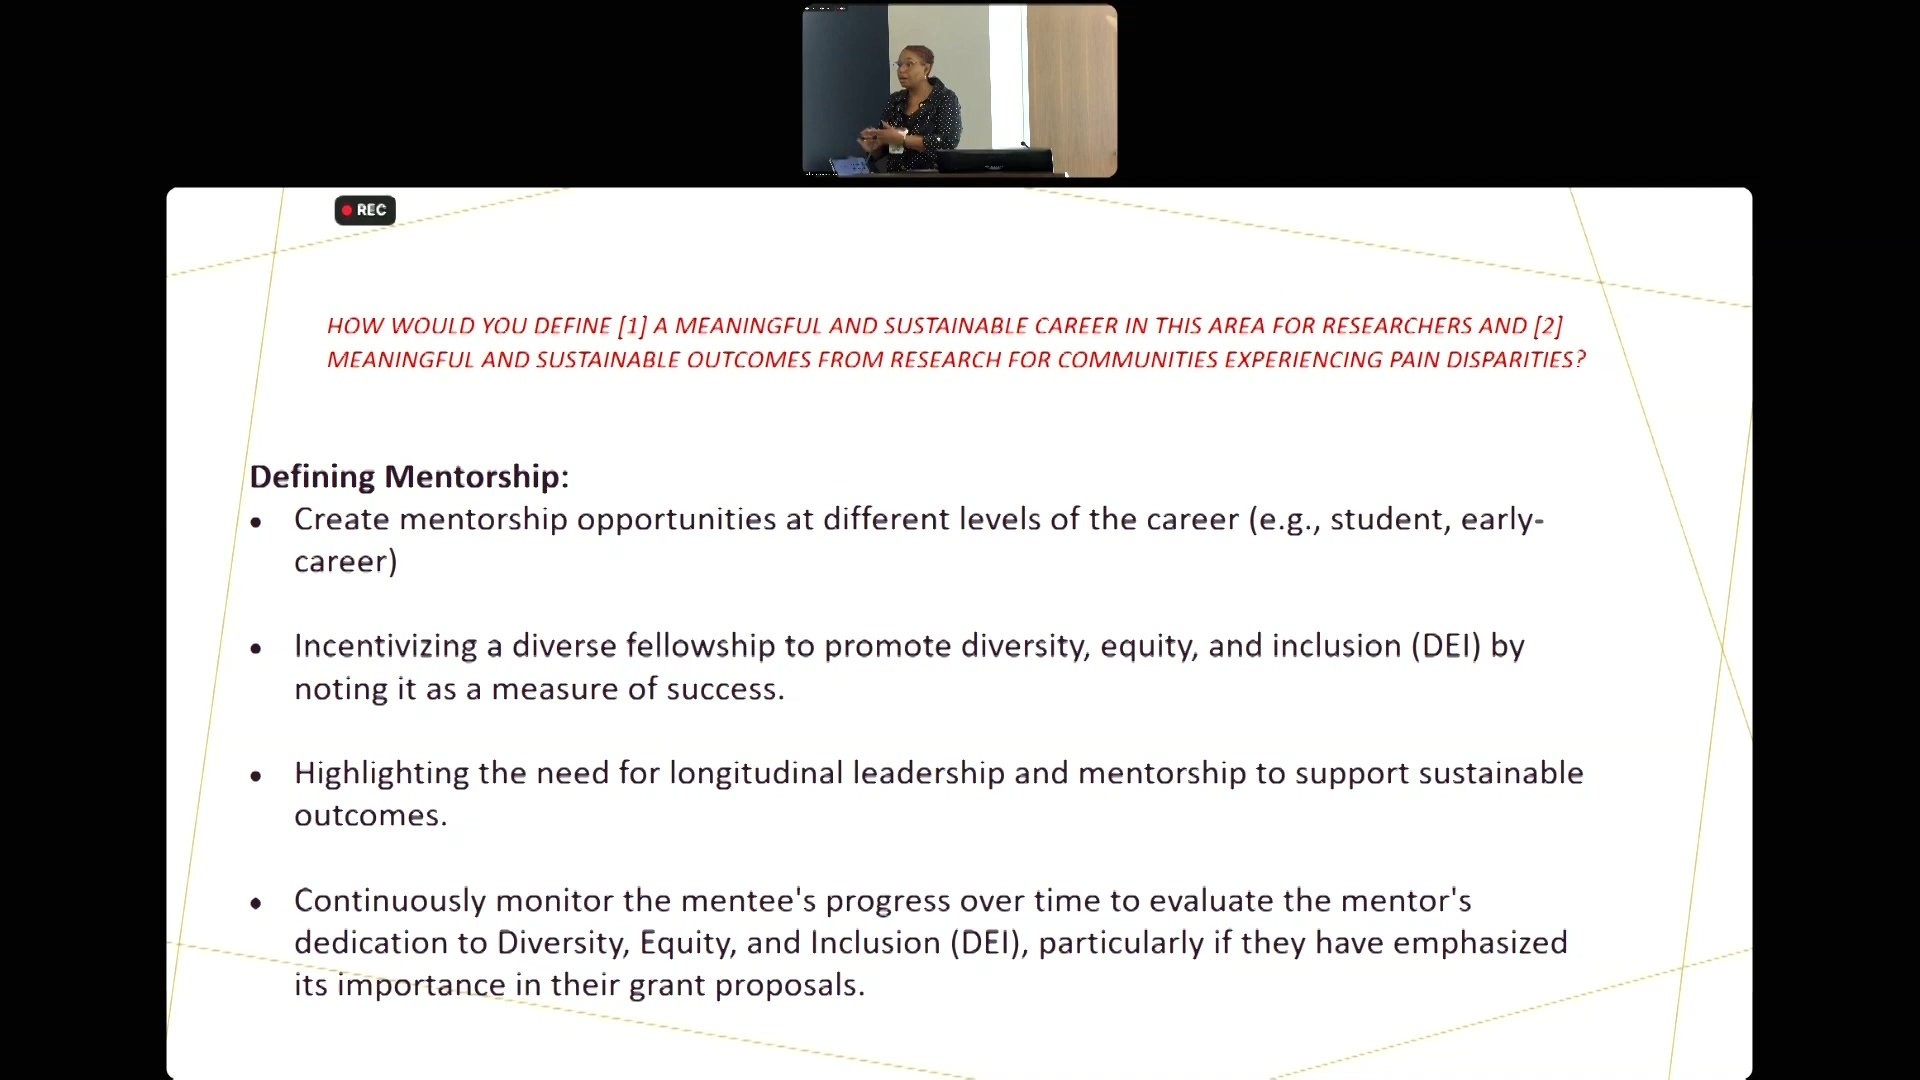 REC
HOW WOULD YOU DEFINE [1] A MEANINGFUL AND SUSTAINABLE CAREER IN THIS AREA FOR RESEARCHERS AND [2]
MEANINGFUL AND SUSTAINABLE OUTCOMES FROM RESEARCH FOR COMMUNITIES EXPERIENCING PAIN DISPARITIES?
Defining Mentorship:
• Create mentorship opportunities at different levels of the career (e.g., student, early-
career)
• Incentivizing a diverse fellowship to promote diversity, equity, and inclusion (DEI) by
noting it as a measure of success.
• Highlighting the need for longitudinal leadership and mentorship to support sustainable
outcomes.
• Continuously monitor the mentee's progress over time to evaluate the mentor's
dedication to Diversity, Equity, and Inclusion (DEI), particularly if they have emphasized
its importance in their grant proposals.